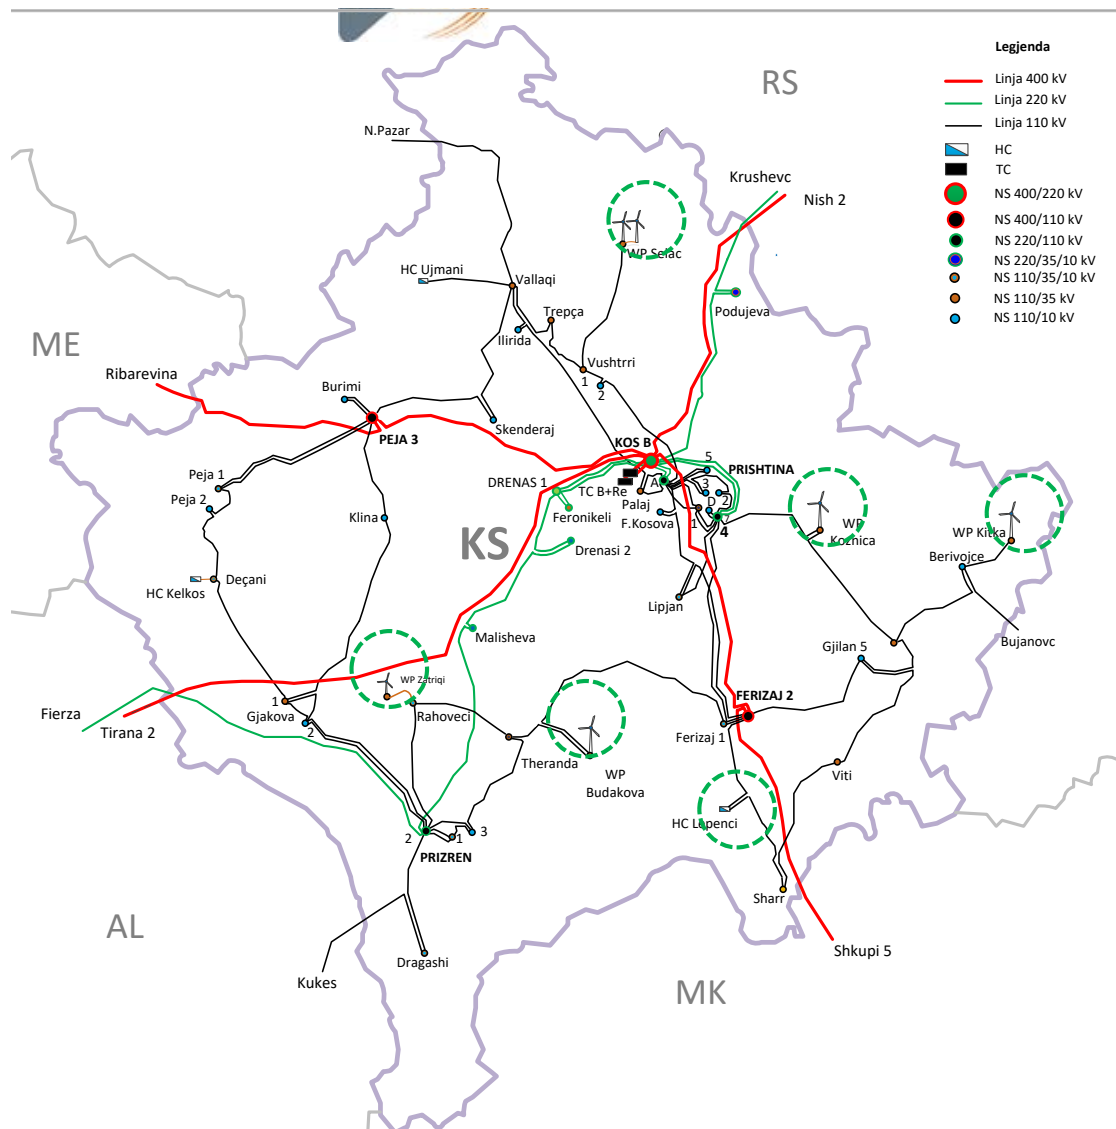 Legjenda
Linja 400 kV
Linja 220 kV
Linja 110 kV
HC
TC
NS 400/220 kV
NS 400/110 kV
NS 220/110 kV
NS 220/35/10 kV
NS 110/35/10 kV
NS 110/35 kV
NS 110/10 kV
RS
N.Pazar
Krushevc
Nish 2
WP Selac
HC Ujmani
Vallaqi
Podujeva
Trepça
Ilirida
ME
Ribarevina
Vushtrri
1
2
Burimi
Skenderaj
PEJA 3
KOS B
5
PRISHTINA
Peja 1
DRENAS 1
TC B+Re
A
3
Peja 2
Palaj
D
2
Feronikeli
F.Kosova
1
4
Klina
KS
WP
Koznica
WP Kitka
Drenasi 2
Berivojce
Deçani
HC Kelkos
Lipjan
Malisheva
Bujanovc
Gjilan 5
WP Zatriqi
1
Gjakova
2
Rahoveci
FERIZAJ 2
Fierza
Tirana 2
Ferizaj 1
Theranda
WP
Budakova
Viti
HC Lepenci
2
1
3
PRIZREN
Sharr
AL
Dragashi
Shkupi 5
Kukes
MK